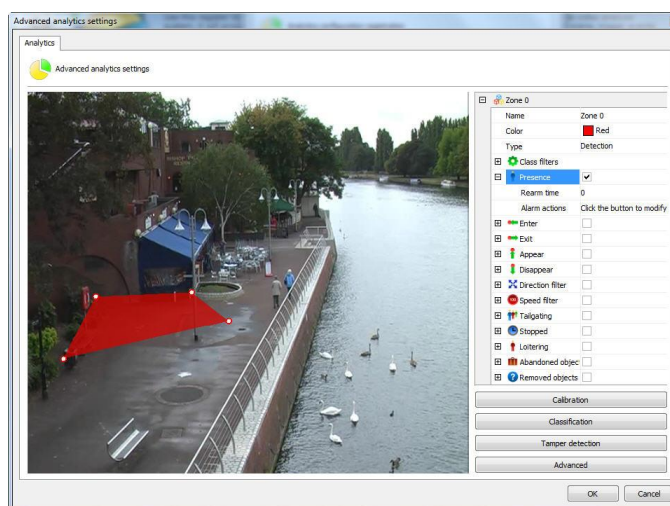 Advanced analytics settings
Analytics
Advanced analytics settings
Zone 0
Name Zone 0
Color Red
Type Detection
Class filters
Presence
Rearm time 0
Alarm actions Click the button to modify
Enter
Exit
Appear
Disappear
Direction filter
Speed filter
Tailgating
Stopped
Loitering
Abandoned objec
Removed objects
Calibration
Classification
Tamper detection
Advanced
OK Cancel